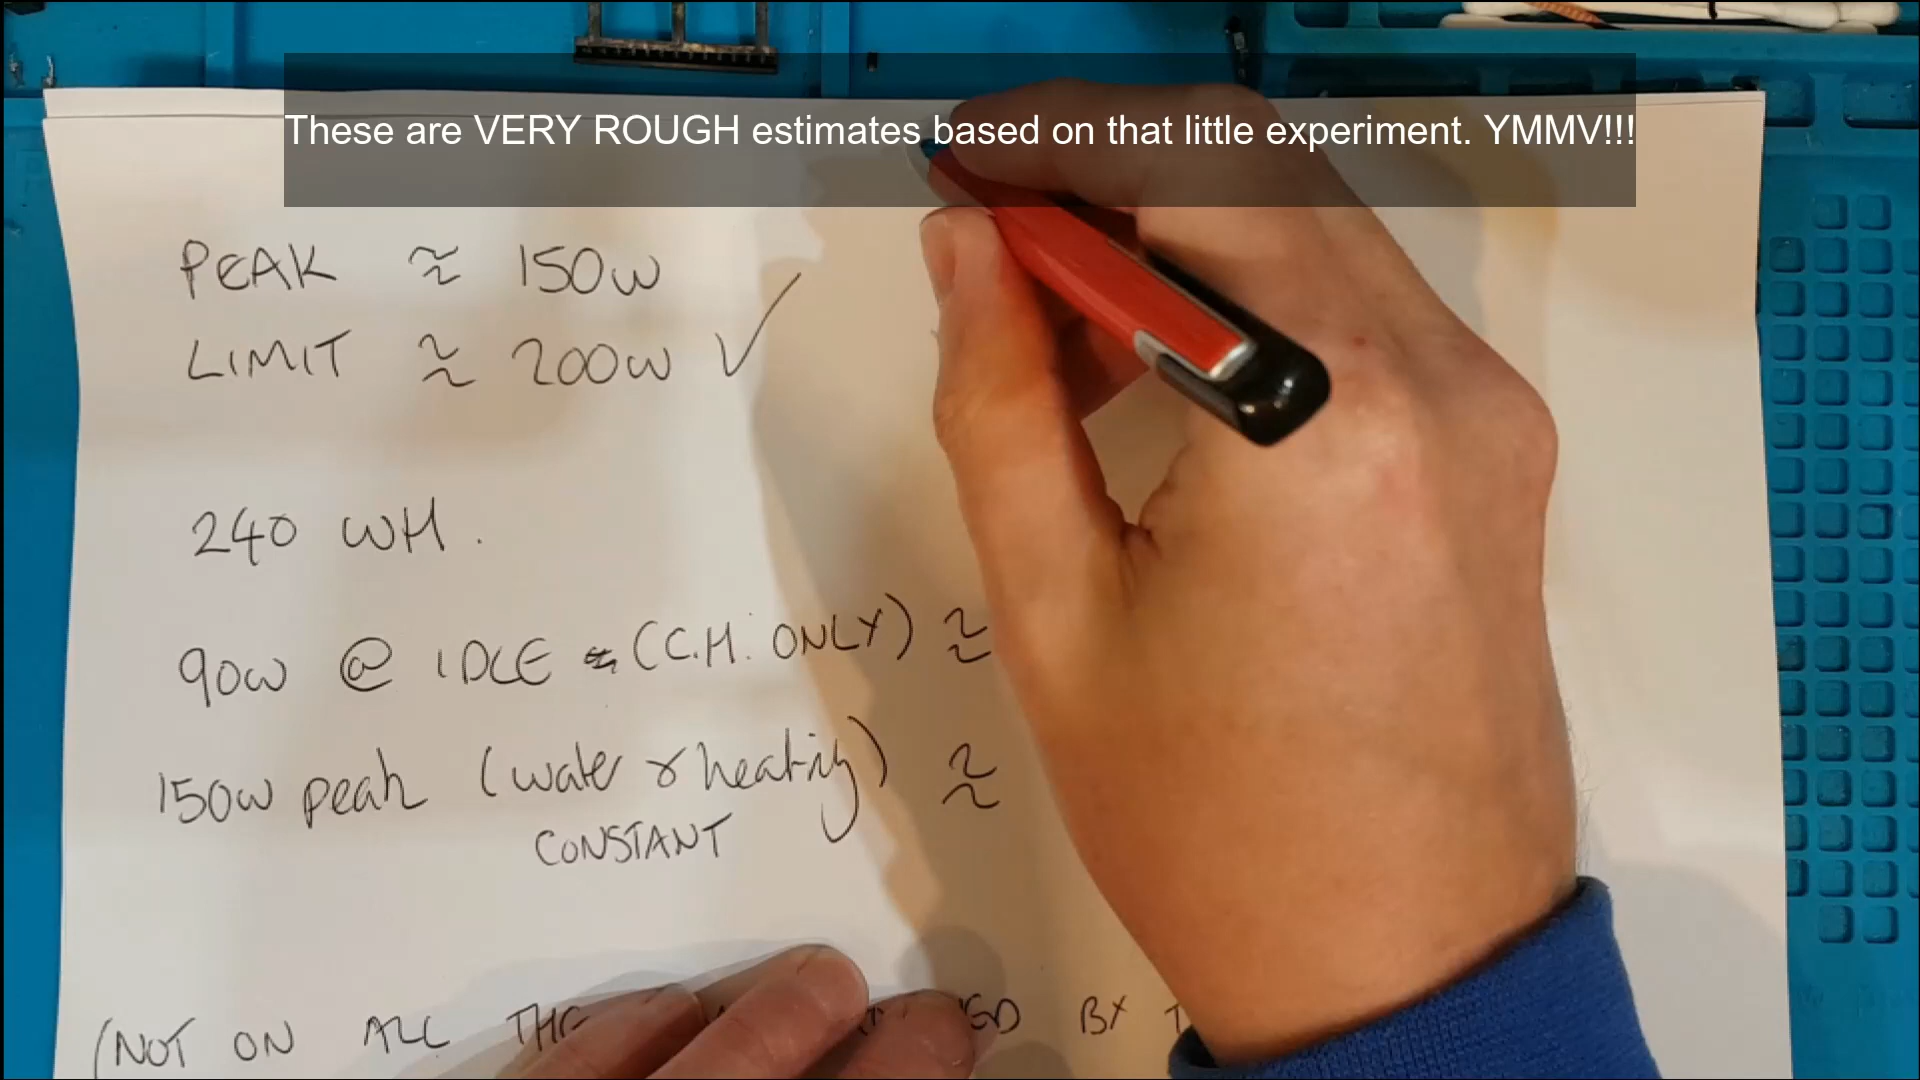 These are VERY ROUGH estimates based on that little experiment. YMMV!!!
PEAK ≈ 150W
LIMIT ≈ 200W ✓
240 WH.
90W @ IDLE (C.H. ONLY) ≈
150W peak (water & heating) ≈
CONSTANT
(NOT ON ALL THE BY